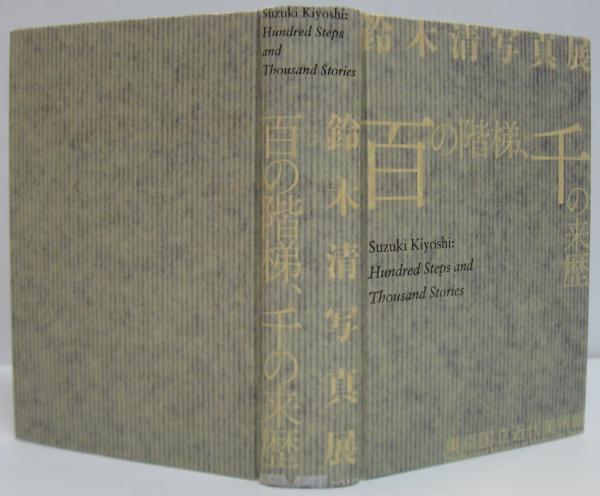 Suzuki Kiyoshi:
Hundred Steps
and
Thousand Stories
鈴木清写真展
百の階梯、千の来歴
鈴木清写真展
百の階梯、千の来歴
Suzuki Kiyoshi:
Hundred Steps and
Thousand Stories
東京国立近代美術館